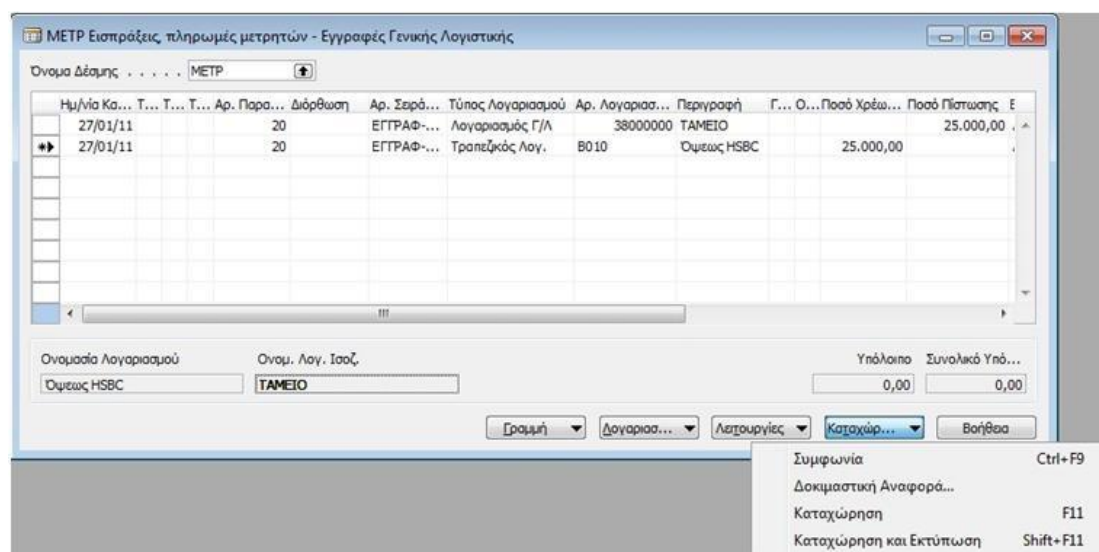 ΜΕΤΡ Εισπράξεις, πληρωμές μετρητών - Εγγραφές Γενικής Λογιστικής
Όνομα Δέσμης . . . . . ΜΕΤΡ
Ημ/νία Κα... Τ... Τ... Τ... Αρ. Παρα... Διόρθωση Αρ. Σειρά... Τύπος Λογαριασμού Αρ. Λογαριασ... Περιγραφή Γ... Ο... Ποσό Χρέω... Ποσό Πίστωσης
27/01/11 20 ΕΓΓΡΑΦ-... Λογαριασμός Γ/Λ 38000000 ΤΑΜΕΙΟ 25.000,00
27/01/11 20 ΕΓΓΡΑΦ-... Τραπεζικός Λογ. B010 Όψεως HSBC 25.000,00
Ονομασία Λογαριασμού Ονομ. Λογ. Ισοζ. Υπόλοιπο Συνολικό Υπό...
Όψεως HSBC ΤΑΜΕΙΟ 0,00 0,00
Γραμμή Λογαριασ... Λειτουργίες Καταχώρ... Βοήθεια
Συμφωνία Ctrl+F9
Δοκιμαστική Αναφορά...
Καταχώρηση F11
Καταχώρηση και Εκτύπωση Shift+F11